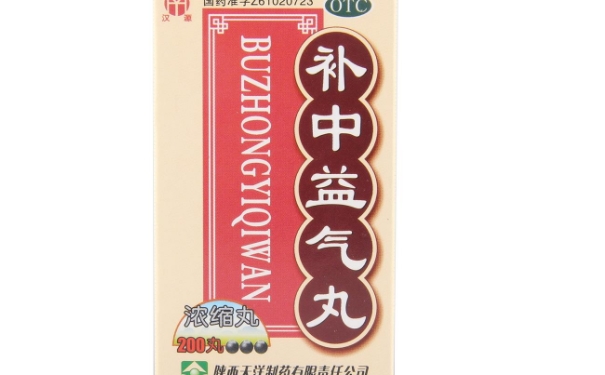 国药准字Z61020723
OTC
汉源
BUZHONGYIQIWAN
补中益气丸
浓缩丸
200丸
陕西天洋制药有限责任公司